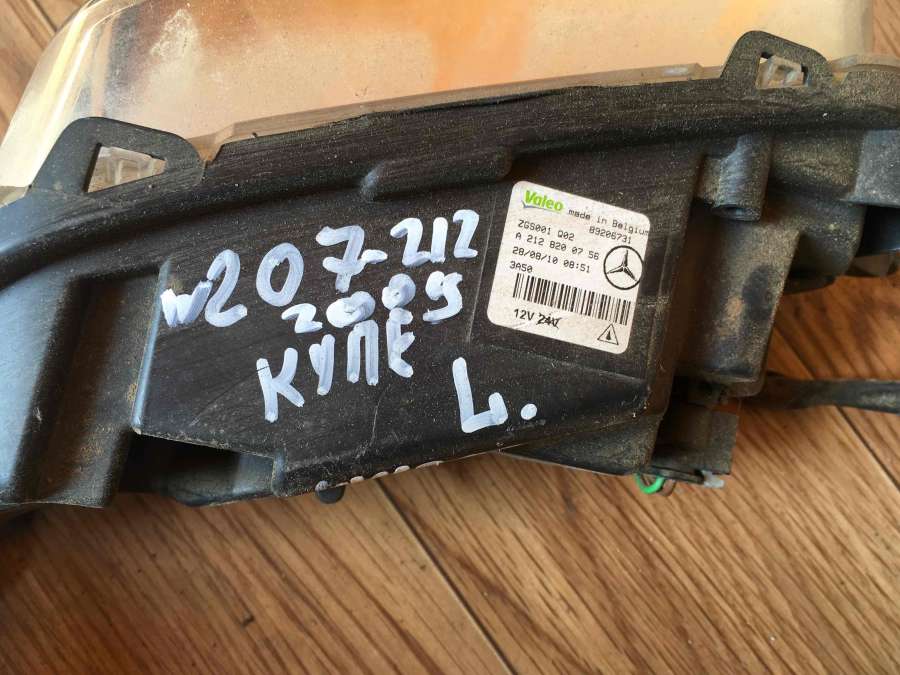 w207-212
2009
КУПЕ
L.
Valeo made in Belgium
ZGS001 Q02 89206731
A 212 820 07 56
28/08/10 08:51
3A50
12V 24V